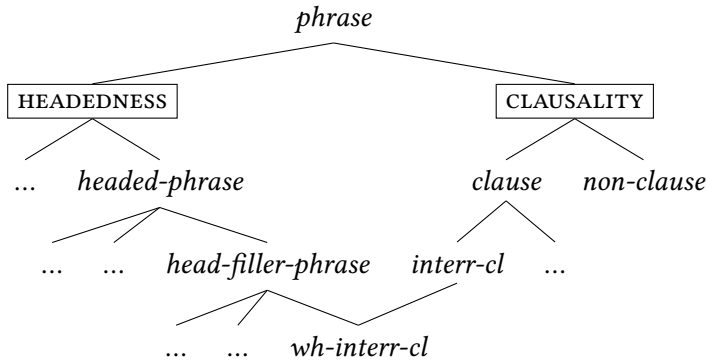 phrase
HEADEDNESS CLAUSALITY
... headed-phrase clause non-clause
... ... head-filler-phrase interr-cl ...
... ... wh-interr-cl